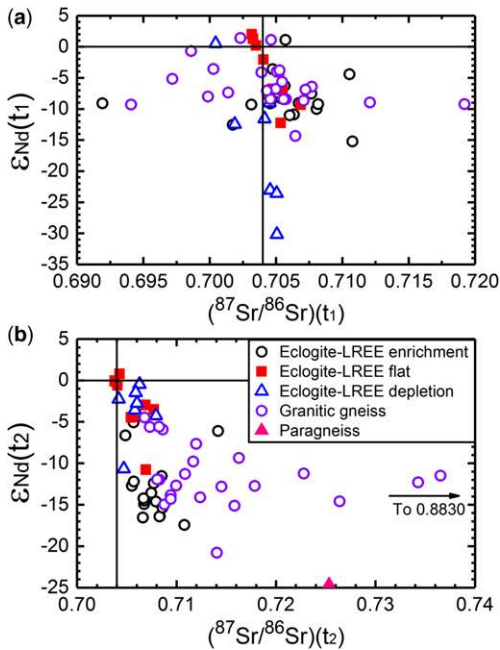 (a)
5
0
-5
-10
-15
-20
-25
-30
-35
εNd(t1)
0.690 0.695 0.700 0.705 0.710 0.715 0.720
(87Sr/86Sr)(t1)
(b)
5
0
-5
-10
-15
-20
-25
εNd(t2)
Eclogite-LREE enrichment
Eclogite-LREE flat
Eclogite-LREE depletion
Granitic gneiss
Paragneiss
To 0.8830
0.70 0.71 0.72 0.73 0.74
(87Sr/86Sr)(t2)